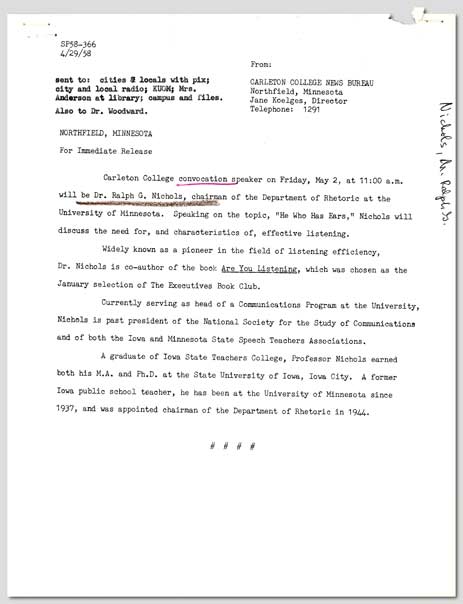 SP58-366
4/29/58
From:
sent to: cities & locals with pix;
city and local radio; KUOM; Mrs.
Anderson at library; campus and files.
Also to Dr. Woodward.
CARLETON COLLEGE NEWS BUREAU
Northfield, Minnesota
Jane Koelges, Director
Telephone: 1291
Nichols, Dr. Ralph G.
NORTHFIELD, MINNESOTA
For Immediate Release
Carleton College convocation speaker on Friday, May 2, at 11:00 a.m.
will be Dr. Ralph G. Nichols, chairman of the Department of Rhetoric at the
University of Minnesota. Speaking on the topic, "He Who Has Ears," Nichols will
discuss the need for, and characteristics of, effective listening.
Widely known as a pioneer in the field of listening efficiency,
Dr. Nichols is co-author of the book Are You Listening, which was chosen as the
January selection of The Executives Book Club.
Currently serving as head of a Communications Program at the University,
Nichols is past president of the National Society for the Study of Communications
and of both the Iowa and Minnesota State Speech Teachers Associations.
A graduate of Iowa State Teachers College, Professor Nichols earned
both his M.A. and Ph.D. at the State University of Iowa, Iowa City. A former
Iowa public school teacher, he has been at the University of Minnesota since
1937, and was appointed chairman of the Department of Rhetoric in 1944.
# # # #